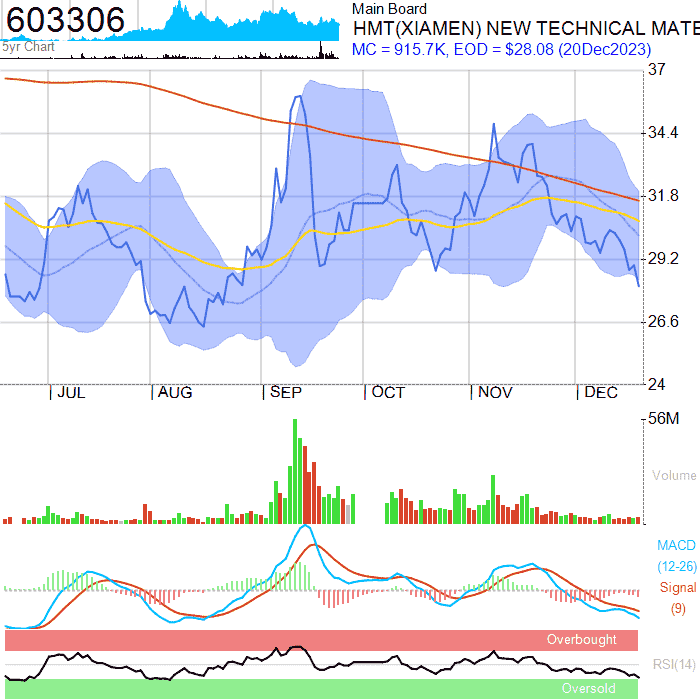 603306
5yr Chart
Main Board
HMT(XIAMEN) NEW TECHNICAL MATE
MC = 915.7K, EOD = $28.08 (20Dec2023)
37
34.4
31.8
29.2
26.6
24
JUL AUG SEP OCT NOV DEC
56M
Volume
MACD
(12-26)
Signal
(9)
Overbought
RSI(14)
Oversold